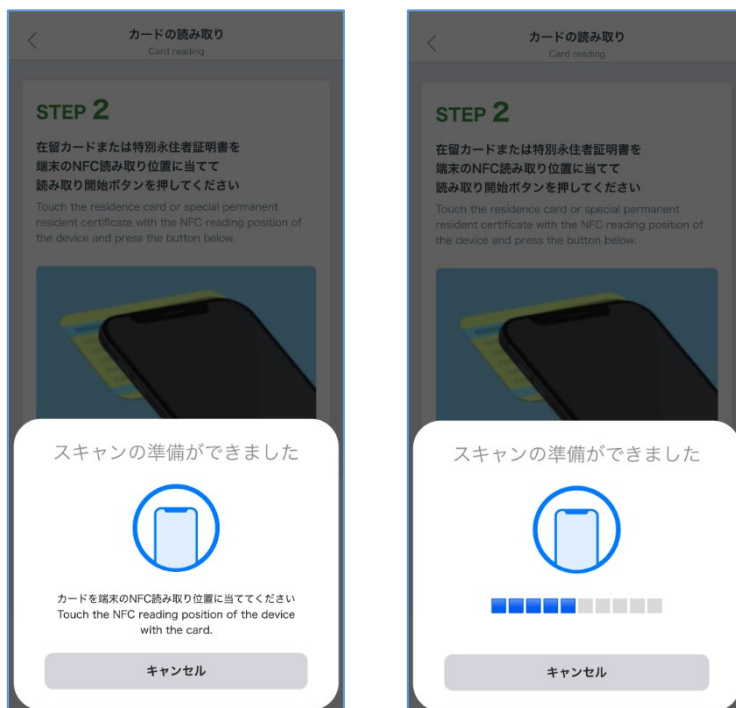 カードの読み取り
Card reading
STEP 2
在留カードまたは特別永住者証明書を
端末のNFC読み取り位置に当てて
読み取り開始ボタンを押してください
Touch the residence card or special permanent
resident certificate with the NFC reading position of
the device and press the button below.
スキャンの準備ができました
カードを端末のNFC読み取り位置に当ててください
Touch the NFC reading position of the device
with the card.
キャンセル
カードの読み取り
Card reading
STEP 2
在留カードまたは特別永住者証明書を
端末のNFC読み取り位置に当てて
読み取り開始ボタンを押してください
Touch the residence card or special permanent
resident certificate with the NFC reading position of
the device and press the button below.
スキャンの準備ができました
キャンセル